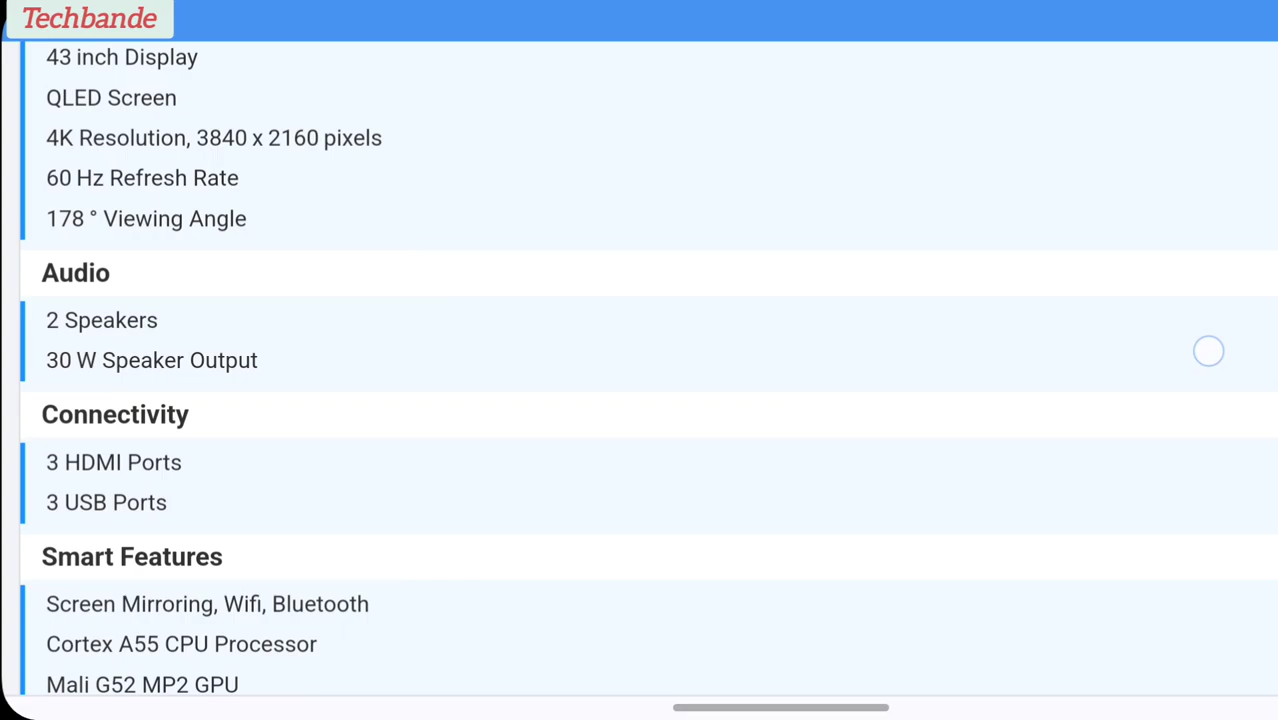 Techbande
43 inch Display
QLED Screen
4K Resolution, 3840 x 2160 pixels
60 Hz Refresh Rate
178 ° Viewing Angle
Audio
2 Speakers
30 W Speaker Output
Connectivity
3 HDMI Ports
3 USB Ports
Smart Features
Screen Mirroring, Wifi, Bluetooth
Cortex A55 CPU Processor
Mali G52 MP2 GPU